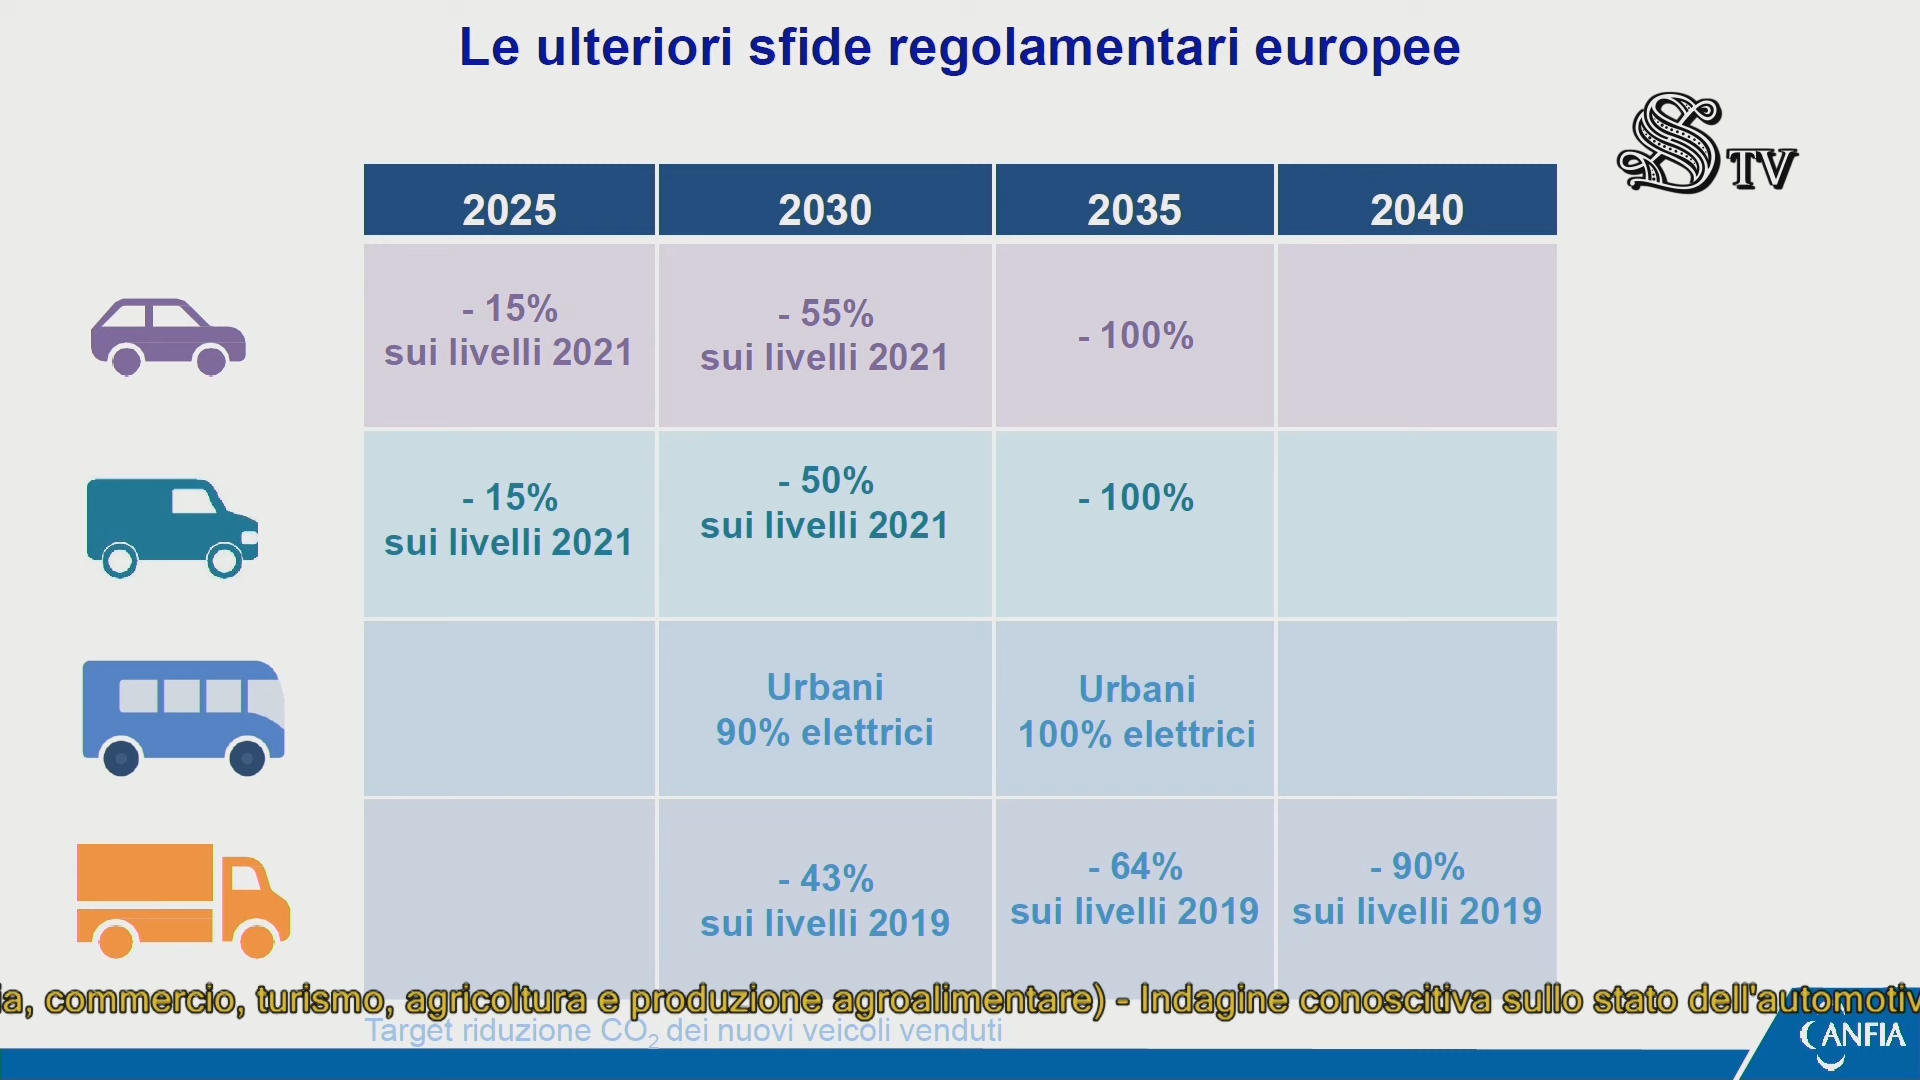 Le ulteriori sfide regolamentari europee
S TV
2025 2030 2035 2040
- 15%
sui livelli 2021
- 55%
sui livelli 2021
- 100%
- 15%
sui livelli 2021
- 50%
sui livelli 2021
- 100%
Urbani
90% elettrici
Urbani
100% elettrici
- 43%
sui livelli 2019
- 64%
sui livelli 2019
- 90%
sui livelli 2019
ia, commercio, turismo, agricoltura e produzione agroalimentare) - Indagine conoscitiva sullo stato dell'automotiv
Target riduzione CO₂ dei nuovi veicoli venduti
ANFIA